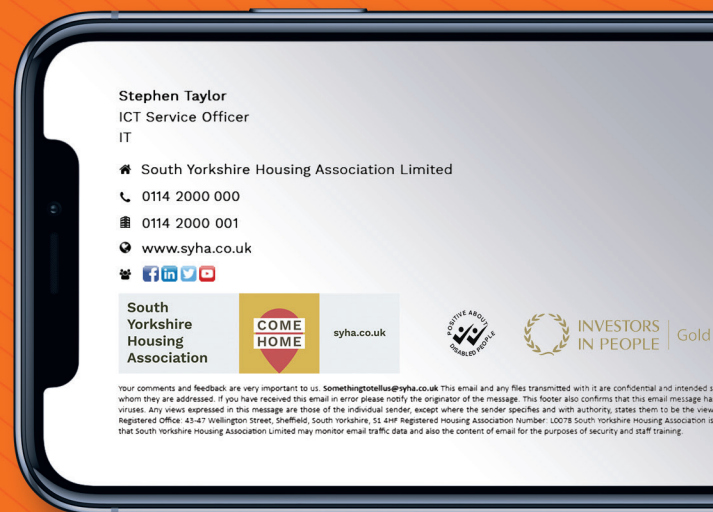 Stephen Taylor
ICT Service Officer
IT
South Yorkshire Housing Association Limited
0114 2000 000
0114 2000 001
www.syha.co.uk
South
Yorkshire
Housing
Association
COME
HOME
syha.co.uk
POSITIVE ABOUT
DISABLED PEOPLE
INVESTORS
IN PEOPLE
Gold
Your comments and feedback are very important to us. Somethingtotellus@syha.co.uk This email and any files transmitted with it are confidential and intended s
whom they are addressed. If you have received this email in error please notify the originator of the message. This footer also confirms that this email message ha
viruses. Any views expressed in this message are those of the individual sender, except where the sender specifies and with authority, states them to be the view
Registered Office: 43-47 Wellington Street, Sheffield, South Yorkshire, S1 4HF Registered Housing Association Number: L0078 South Yorkshire Housing Association is
that South Yorkshire Housing Association Limited may monitor email traffic data and also the content of email for the purposes of security and staff training.